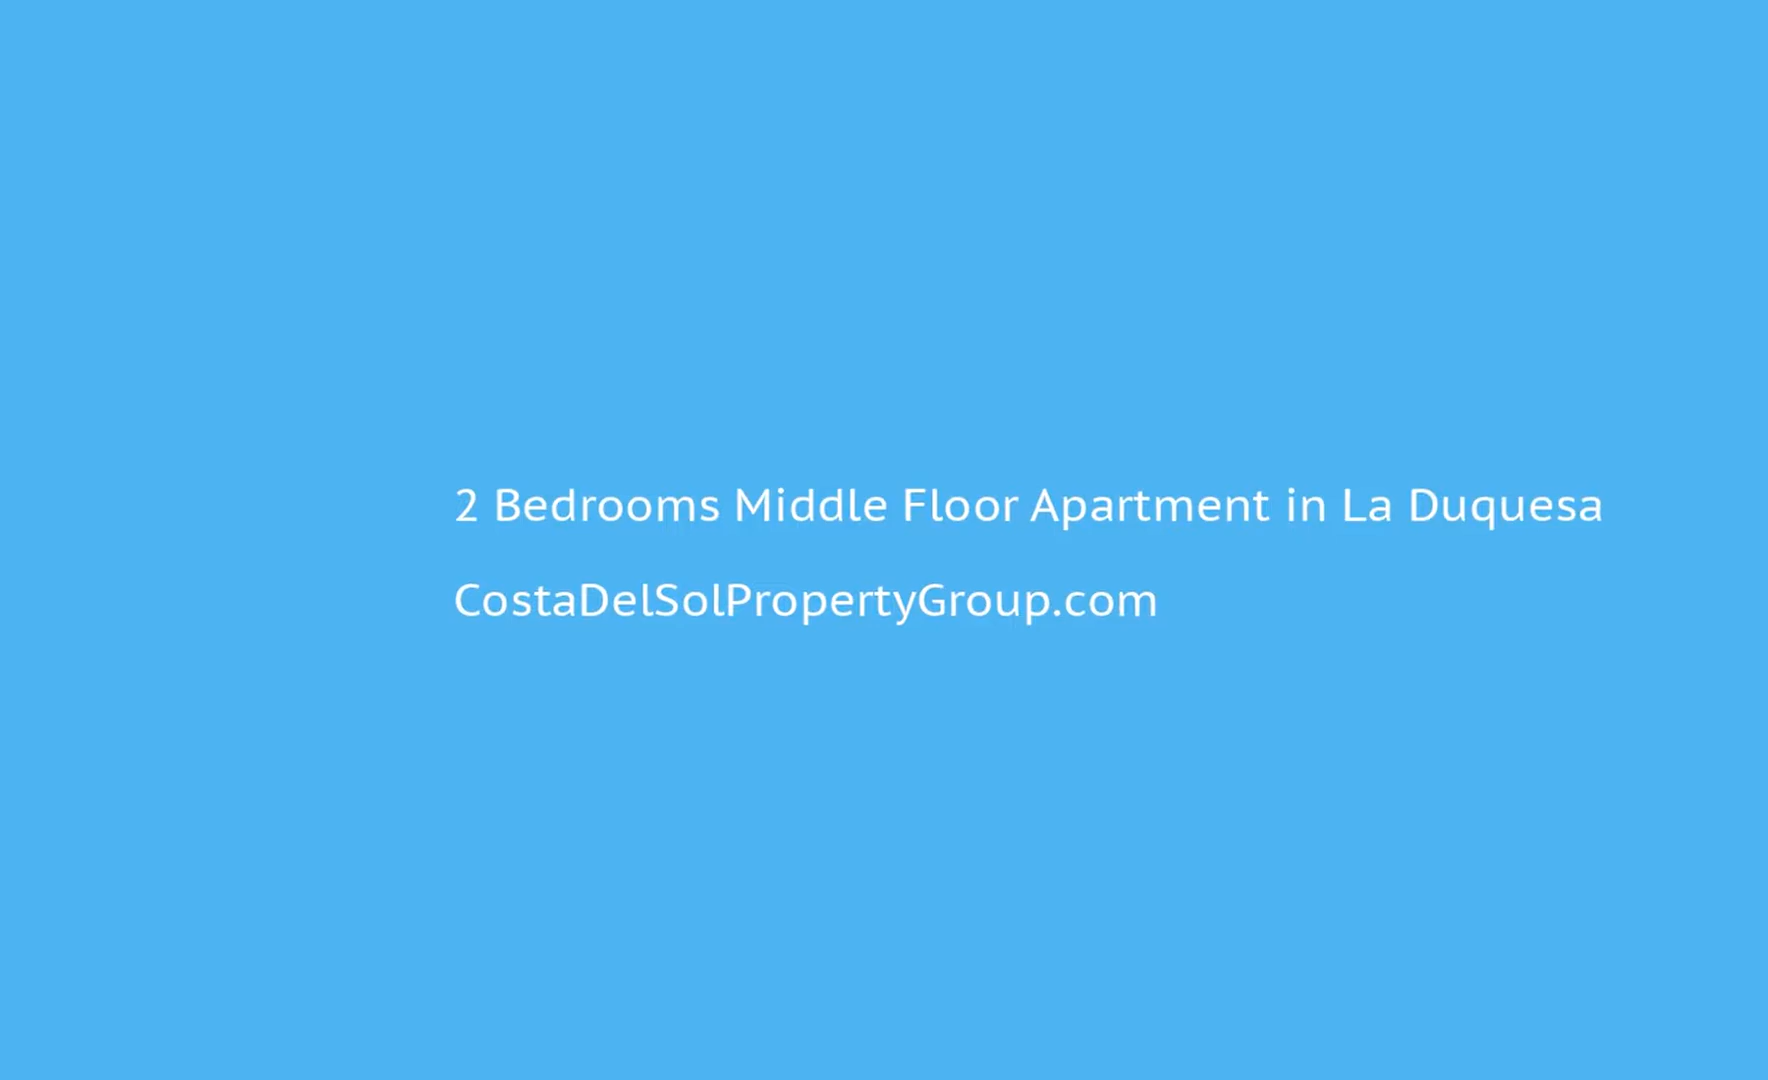 2 Bedrooms Middle Floor Apartment in La Duquesa
CostaDelSolPropertyGroup.com